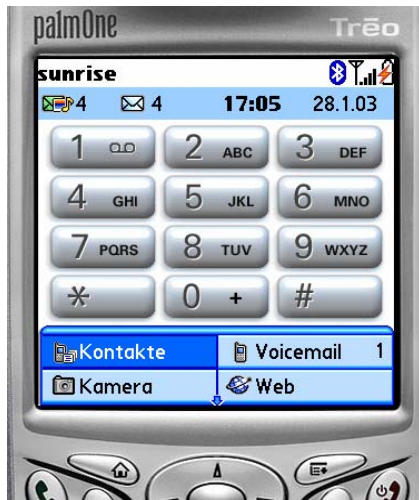 palmOne Trēo
sunrise
4 4 17:05 28.1.03
1 2 ABC 3 DEF
4 GHI 5 JKL 6 MNO
7 PQRS 8 TUV 9 WXYZ
* 0 + #
Kontakte Voicemail 1
Kamera Web